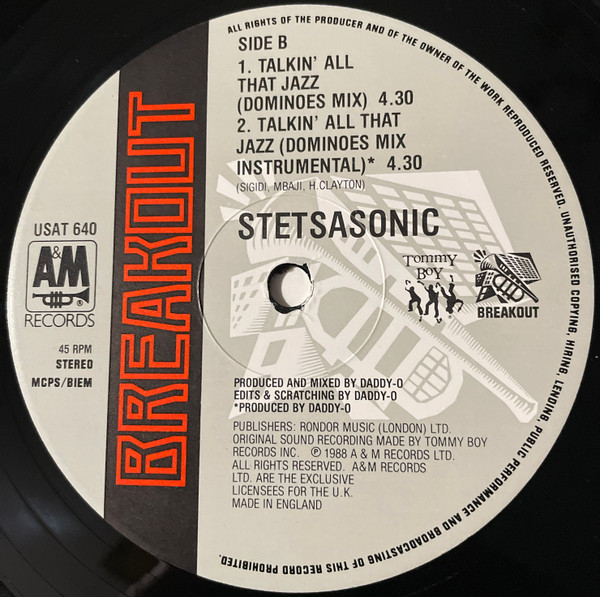 ALL RIGHTS OF THE PRODUCER AND OF THE OWNER OF THE WORK REPRODUCED RESERVED. UNAUTHORISED COPYING, HIRING, LENDING, PUBLIC PERFORMANCE AND BROADCASTING OF THIS RECORD PROHIBITED.
SIDE B
1. TALKIN' ALL
THAT JAZZ
(DOMINOES MIX) 4.30
2. TALKIN' ALL THAT
JAZZ (DOMINOES MIX
INSTRUMENTAL)* 4.30
(SIGIDI, MBAJI, H.CLAYTON)
STETSASONIC
BREAKOUT
USAT 640
A&M
®
RECORDS
45 RPM
STEREO
MCPS/BIEM
Tommy
Boy
BREAKOUT
PRODUCED AND MIXED BY DADDY-O
EDITS & SCRATCHING BY DADDY-O
*PRODUCED BY DADDY-O
PUBLISHERS: RONDOR MUSIC (LONDON) LTD.
ORIGINAL SOUND RECORDING MADE BY TOMMY BOY
RECORDS INC. ℗ 1988 A & M RECORDS LTD.
ALL RIGHTS RESERVED. A&M RECORDS
LTD. ARE THE EXCLUSIVE
LICENSEES FOR THE U.K.
MADE IN ENGLAND